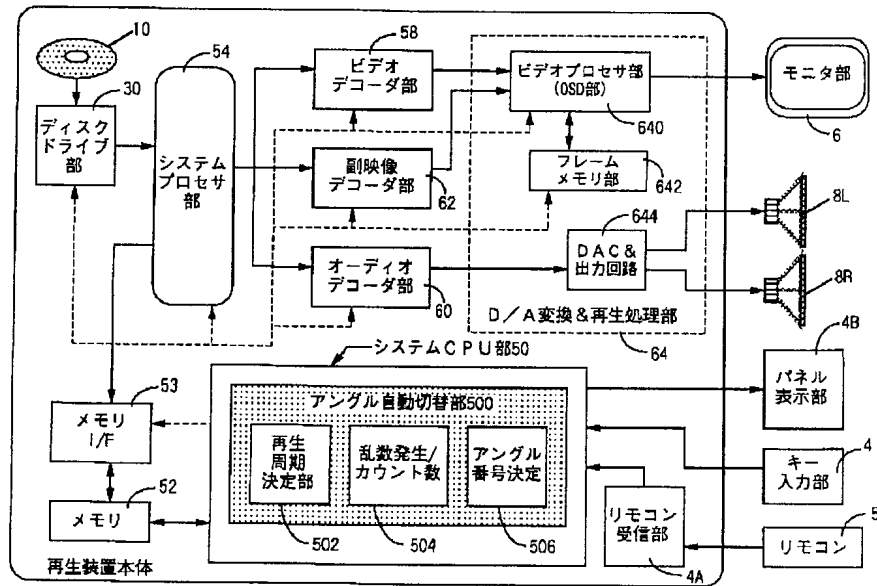 10
30
ディスク
ドライブ
部
54
システム
プロセサ
部
58
ビデオ
デコーダ部
副映像
デコーダ部
62
オーディオ
デコーダ部
60
ビデオプロセサ部
(OSD部)
640
フレーム
メモリ部
642
644
DAC&
出力回路
D/A変換&再生処理部
64
モニタ部
6
8L
8R
4B
パネル
表示部
システムCPU部50
53
メモリ
I/F
52
メモリ
アングル自動切替部500
再生
周期
決定部
502
乱数発生/
カウント数
504
アングル
番号決定
506
リモコン
受信部
4A
4
キー
入力部
5
リモコン
再生装置本体